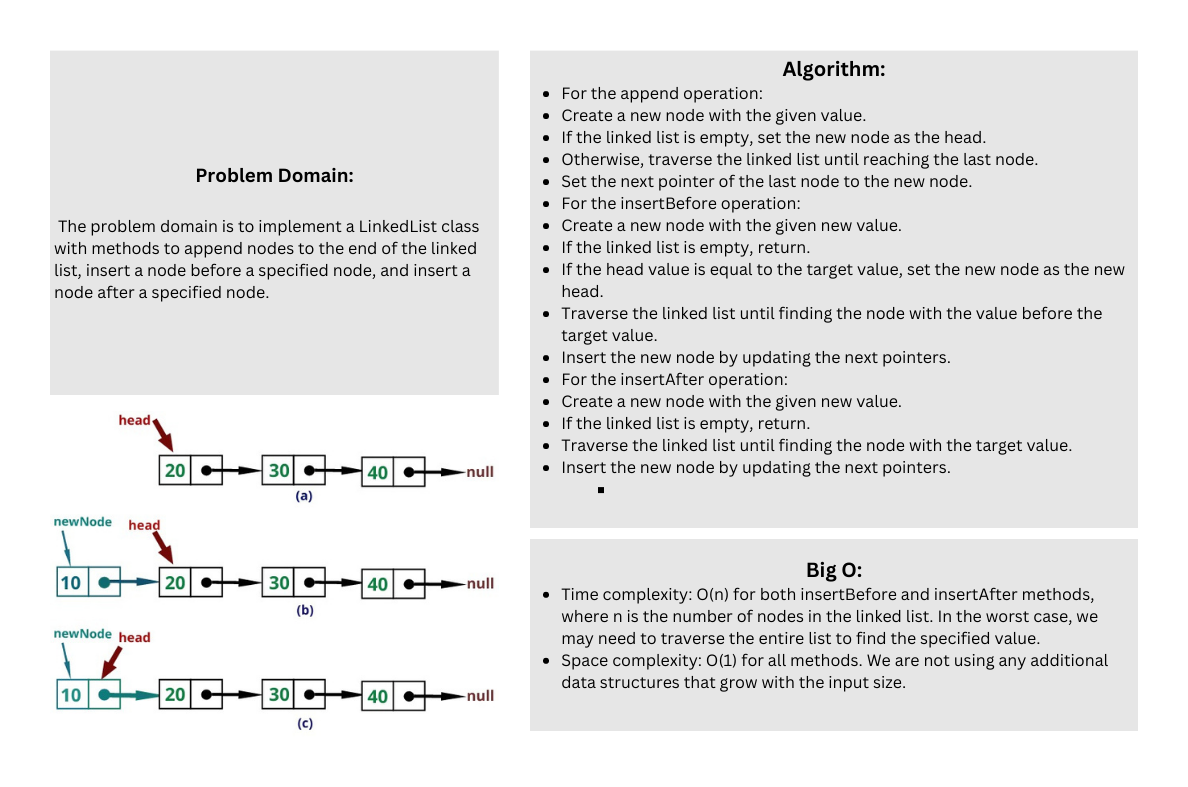 Problem Domain:
The problem domain is to implement a LinkedList class
with methods to append nodes to the end of the linked
list, insert a node before a specified node, and insert a
node after a specified node.
head
20 30 40 null
(a)
newNode head
10 20 30 40 null
(b)
newNode head
10 20 30 40 null
(c)
Algorithm:
• For the append operation:
• Create a new node with the given value.
• If the linked list is empty, set the new node as the head.
• Otherwise, traverse the linked list until reaching the last node.
• Set the next pointer of the last node to the new node.
• For the insertBefore operation:
• Create a new node with the given new value.
• If the linked list is empty, return.
• If the head value is equal to the target value, set the new node as the new
head.
• Traverse the linked list until finding the node with the value before the
target value.
• Insert the new node by updating the next pointers.
• For the insertAfter operation:
• Create a new node with the given new value.
• If the linked list is empty, return.
• Traverse the linked list until finding the node with the target value.
• Insert the new node by updating the next pointers.
▪
Big O:
• Time complexity: O(n) for both insertBefore and insertAfter methods,
where n is the number of nodes in the linked list. In the worst case, we
may need to traverse the entire list to find the specified value.
• Space complexity: O(1) for all methods. We are not using any additional
data structures that grow with the input size.